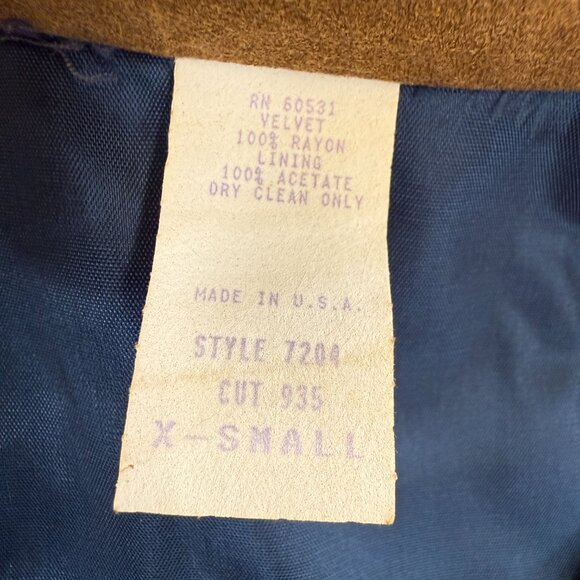 RN 60531
VELVET
100% RAYON
LINING
100% ACETATE
DRY CLEAN ONLY
MADE IN U.S.A.
STYLE 7204
CUT 935
X-SMALL